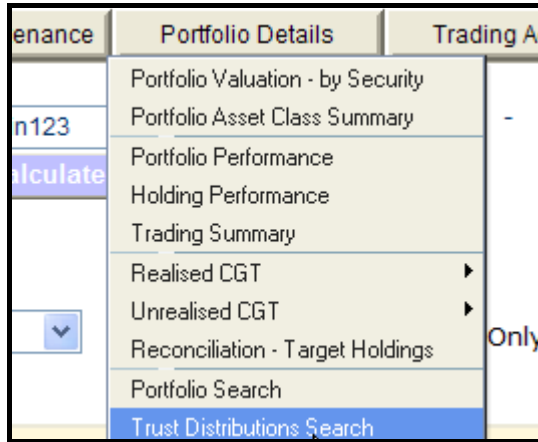 enance Portfolio Details Trading A
Portfolio Valuation - by Security
n123 Portfolio Asset Class Summary -
alculate Portfolio Performance
Holding Performance
Trading Summary
Realised CGT
Unrealised CGT
Reconciliation - Target Holdings Only
Portfolio Search
Trust Distributions Search